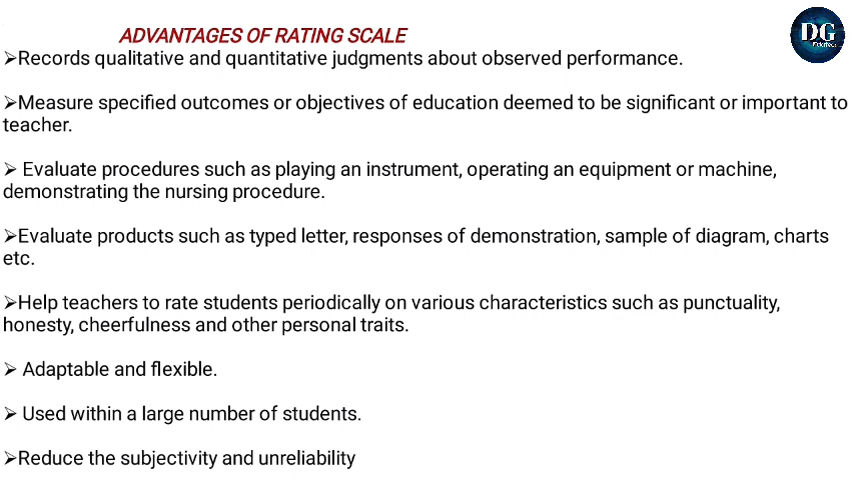 ADVANTAGES OF RATING SCALE
DG
➢Records qualitative and quantitative judgments about observed performance.
➢Measure specified outcomes or objectives of education deemed to be significant or important to
teacher.
➢ Evaluate procedures such as playing an instrument, operating an equipment or machine,
demonstrating the nursing procedure.
➢Evaluate products such as typed letter, responses of demonstration, sample of diagram, charts
etc.
➢Help teachers to rate students periodically on various characteristics such as punctuality,
honesty, cheerfulness and other personal traits.
➢ Adaptable and flexible.
➢ Used within a large number of students.
➢Reduce the subjectivity and unreliability